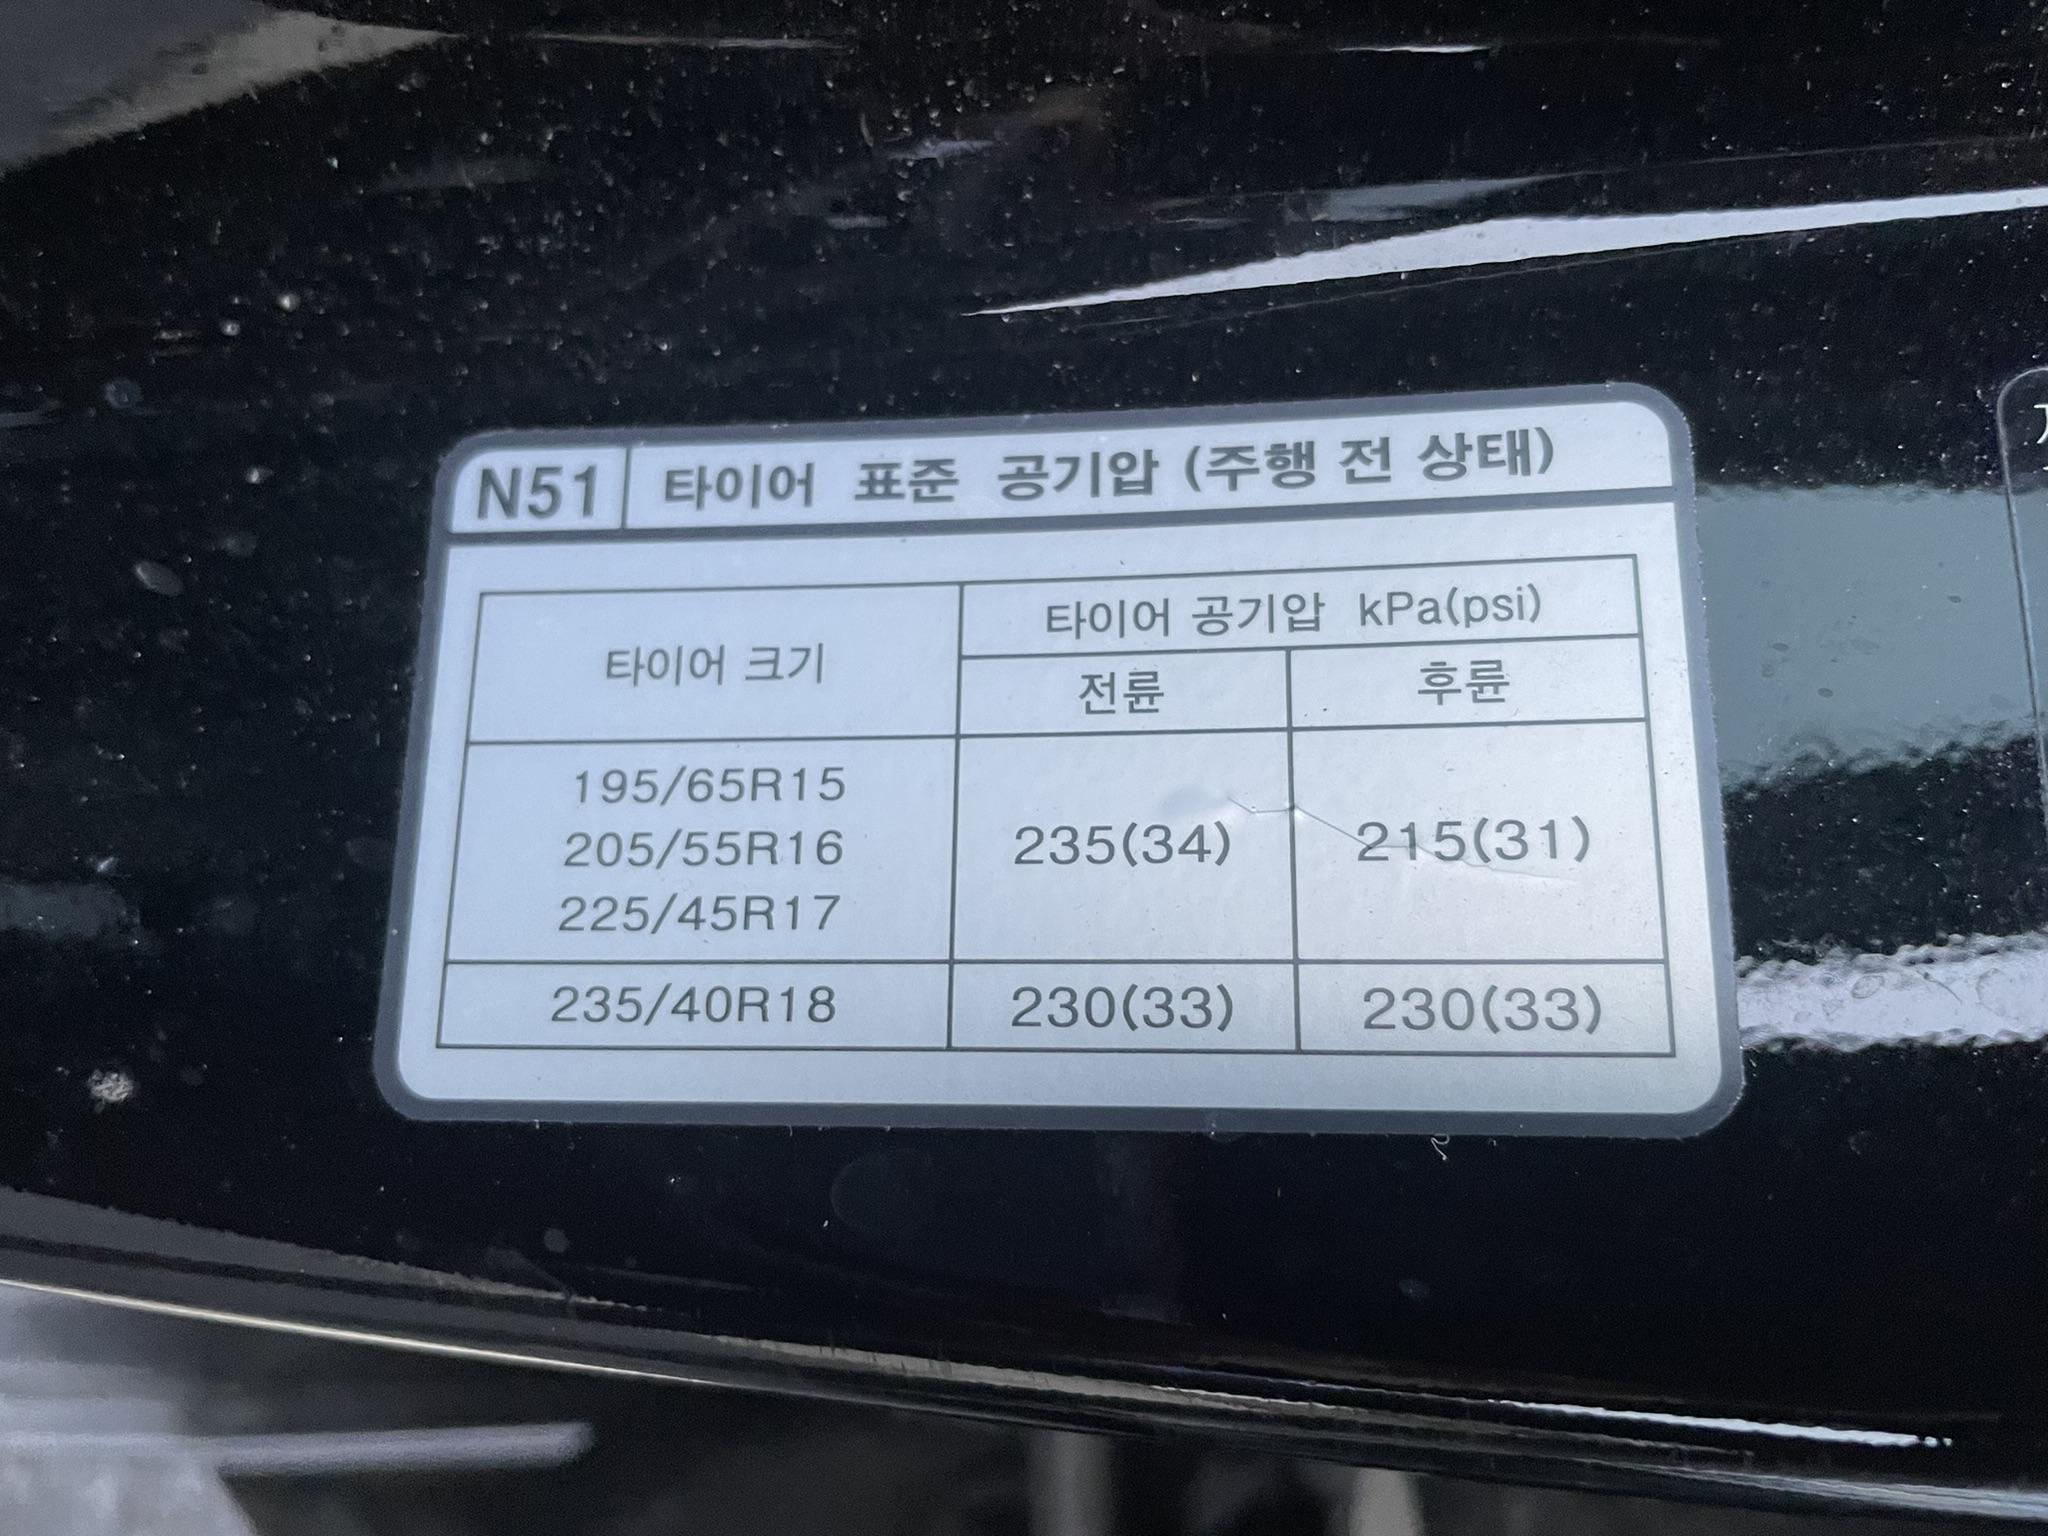 N51 타이어 표준 공기압 (주행 전 상태)
타이어 크기
타이어 공기압 kPa(psi)
전륜 후륜
195/65R15
205/55R16
225/45R17
235(34) 215(31)
235/40R18 230(33) 230(33)